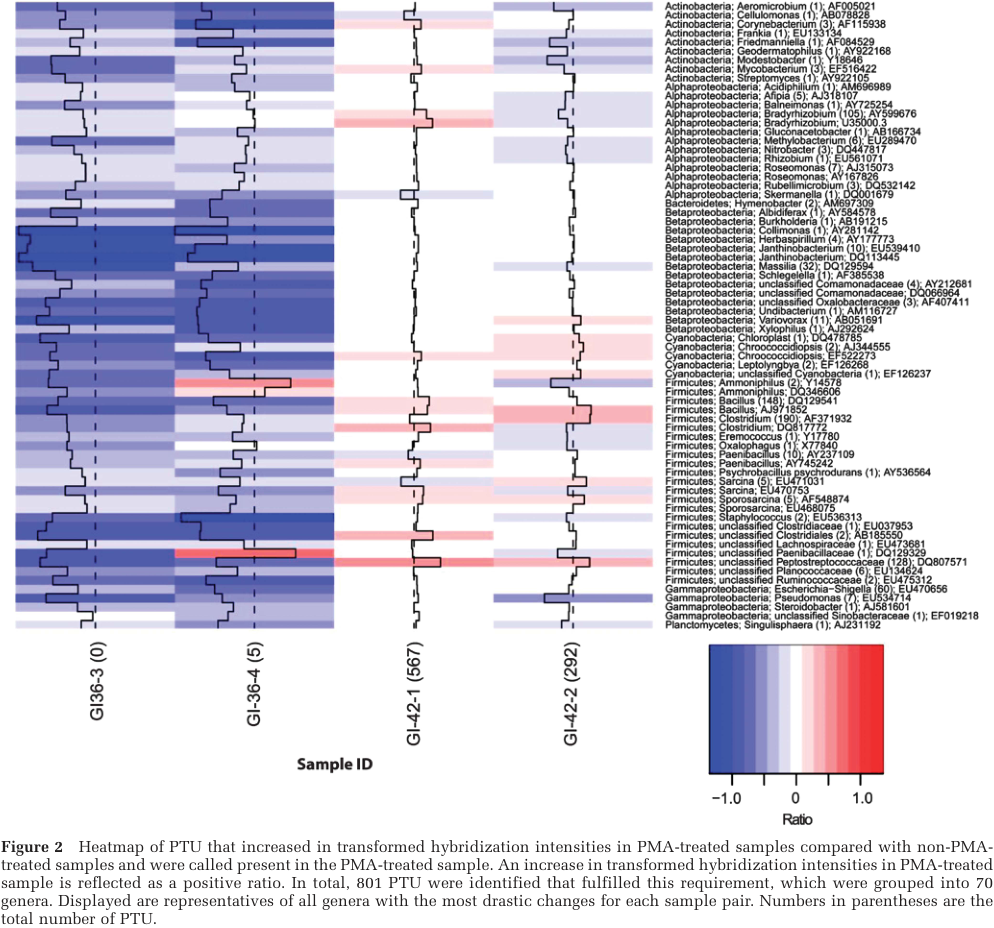 Actinobacteria; Aeromicrobium (1); AF005021
Actinobacteria; Cellulomonas (1); AB078828
Actinobacteria; Corynebacterium (3); AF115938
Actinobacteria; Frankia (1); EU133134
Actinobacteria; Friedmanniella (1); AF084529
Actinobacteria; Geodermatophilus (1); AY922168
Actinobacteria; Modestobacter (1); Y18646
Actinobacteria; Mycobacterium (3); EF516422
Actinobacteria; Streptomyces (1); AY922105
Alphaproteobacteria; Acidiphilium (1); AM696989
Alphaproteobacteria; Afipia (5); AJ318107
Alphaproteobacteria; Balneimonas (1); AY725254
Alphaproteobacteria; Bradyrhizobium (105); AY599676
Alphaproteobacteria; Bradyrhizobium; U35000.3
Alphaproteobacteria; Gluconacetobacter (1); AB166734
Alphaproteobacteria; Methylobacterium (6); EU289470
Alphaproteobacteria; Nitrobacter (3); DQ447817
Alphaproteobacteria; Rhizobium (1); EU561071
Alphaproteobacteria; Roseomonas (7); AJ315073
Alphaproteobacteria; Roseomonas; AY167826
Alphaproteobacteria; Rubellimicrobium (3); DQ532142
Alphaproteobacteria; Skermanella (1); DQ001679
Bacteroidetes; Hymenobacter (2); AM697309
Betaproteobacteria; Albidiferax (1); AY584578
Betaproteobacteria; Burkholderia (1); AB191215
Betaproteobacteria; Collimonas (1); AY281142
Betaproteobacteria; Herbaspirillum (4); AY177773
Betaproteobacteria; Janthinobacterium (10); EU539410
Betaproteobacteria; Janthinobacterium; DQ113445
Betaproteobacteria; Massilia (32); DQ129594
Betaproteobacteria; Schlegelella (1); AF385538
Betaproteobacteria; unclassified Comamonadaceae (4); AY212681
Betaproteobacteria; unclassified Comamonadaceae; DQ066964
Betaproteobacteria; unclassified Oxalobacteraceae (3); AF407411
Betaproteobacteria; Undibacterium (1); AM116727
Betaproteobacteria; Variovorax (11); AB051691
Betaproteobacteria; Xylophilus (1); AJ292624
Cyanobacteria; Chloroplast (1); DQ478785
Cyanobacteria; Chroococcidiopsis (2); AJ344555
Cyanobacteria; Chroococcidiopsis; EF522273
Cyanobacteria; Leptolyngbya (2); EF126268
Cyanobacteria; unclassified Cyanobacteria (1); EF126237
Firmicutes; Ammoniphilus (2); Y14578
Firmicutes; Ammoniphilus; DQ346606
Firmicutes; Bacillus (148); DQ129541
Firmicutes; Bacillus; AJ971852
Firmicutes; Clostridium (190); AF371932
Firmicutes; Clostridium; DQ817772
Firmicutes; Eremococcus (1); Y17780
Firmicutes; Oxalophagus (1); X77840
Firmicutes; Paenibacillus (10); AY237109
Firmicutes; Paenibacillus; AY745242
Firmicutes; Psychrobacillus psychrodurans (1); AY536564
Firmicutes; Sarcina (5); EU471031
Firmicutes; Sarcina; EU470753
Firmicutes; Sporosarcina (5); AF548874
Firmicutes; Sporosarcina; EU468075
Firmicutes; Staphylococcus (2); EU536313
Firmicutes; unclassified Clostridiaceae (1); EU037953
Firmicutes; unclassified Clostridiales (2); AB185550
Firmicutes; unclassified Lachnospiraceae (1); EU473681
Firmicutes; unclassified Paenibacillaceae (1); DQ129329
Firmicutes; unclassified Peptostreptococcaceae (128); DQ807571
Firmicutes; unclassified Planococcaceae (6); EU134624
Firmicutes; unclassified Ruminococcaceae (2); EU475312
Gammaproteobacteria; Escherichia−Shigella (60); EU470656
Gammaproteobacteria; Pseudomonas (7); EU534714
Gammaproteobacteria; Steroidobacter (1); AJ581601
Gammaproteobacteria; unclassified Sinobacteraceae (1); EF019218
Planctomycetes; Singulisphaera (1); AJ231192
GI36-3 (0)
GI-36-4 (5)
GI-42-1 (567)
GI-42-2 (292)
Sample ID
−1.0 0 1.0
Ratio
Figure 2 Heatmap of PTU that increased in transformed hybridization intensities in PMA-treated samples compared with non-PMA-
treated samples and were called present in the PMA-treated sample. An increase in transformed hybridization intensities in PMA-treated
sample is reflected as a positive ratio. In total, 801 PTU were identified that fulfilled this requirement, which were grouped into 70
genera. Displayed are representatives of all genera with the most drastic changes for each sample pair. Numbers in parentheses are the
total number of PTU.